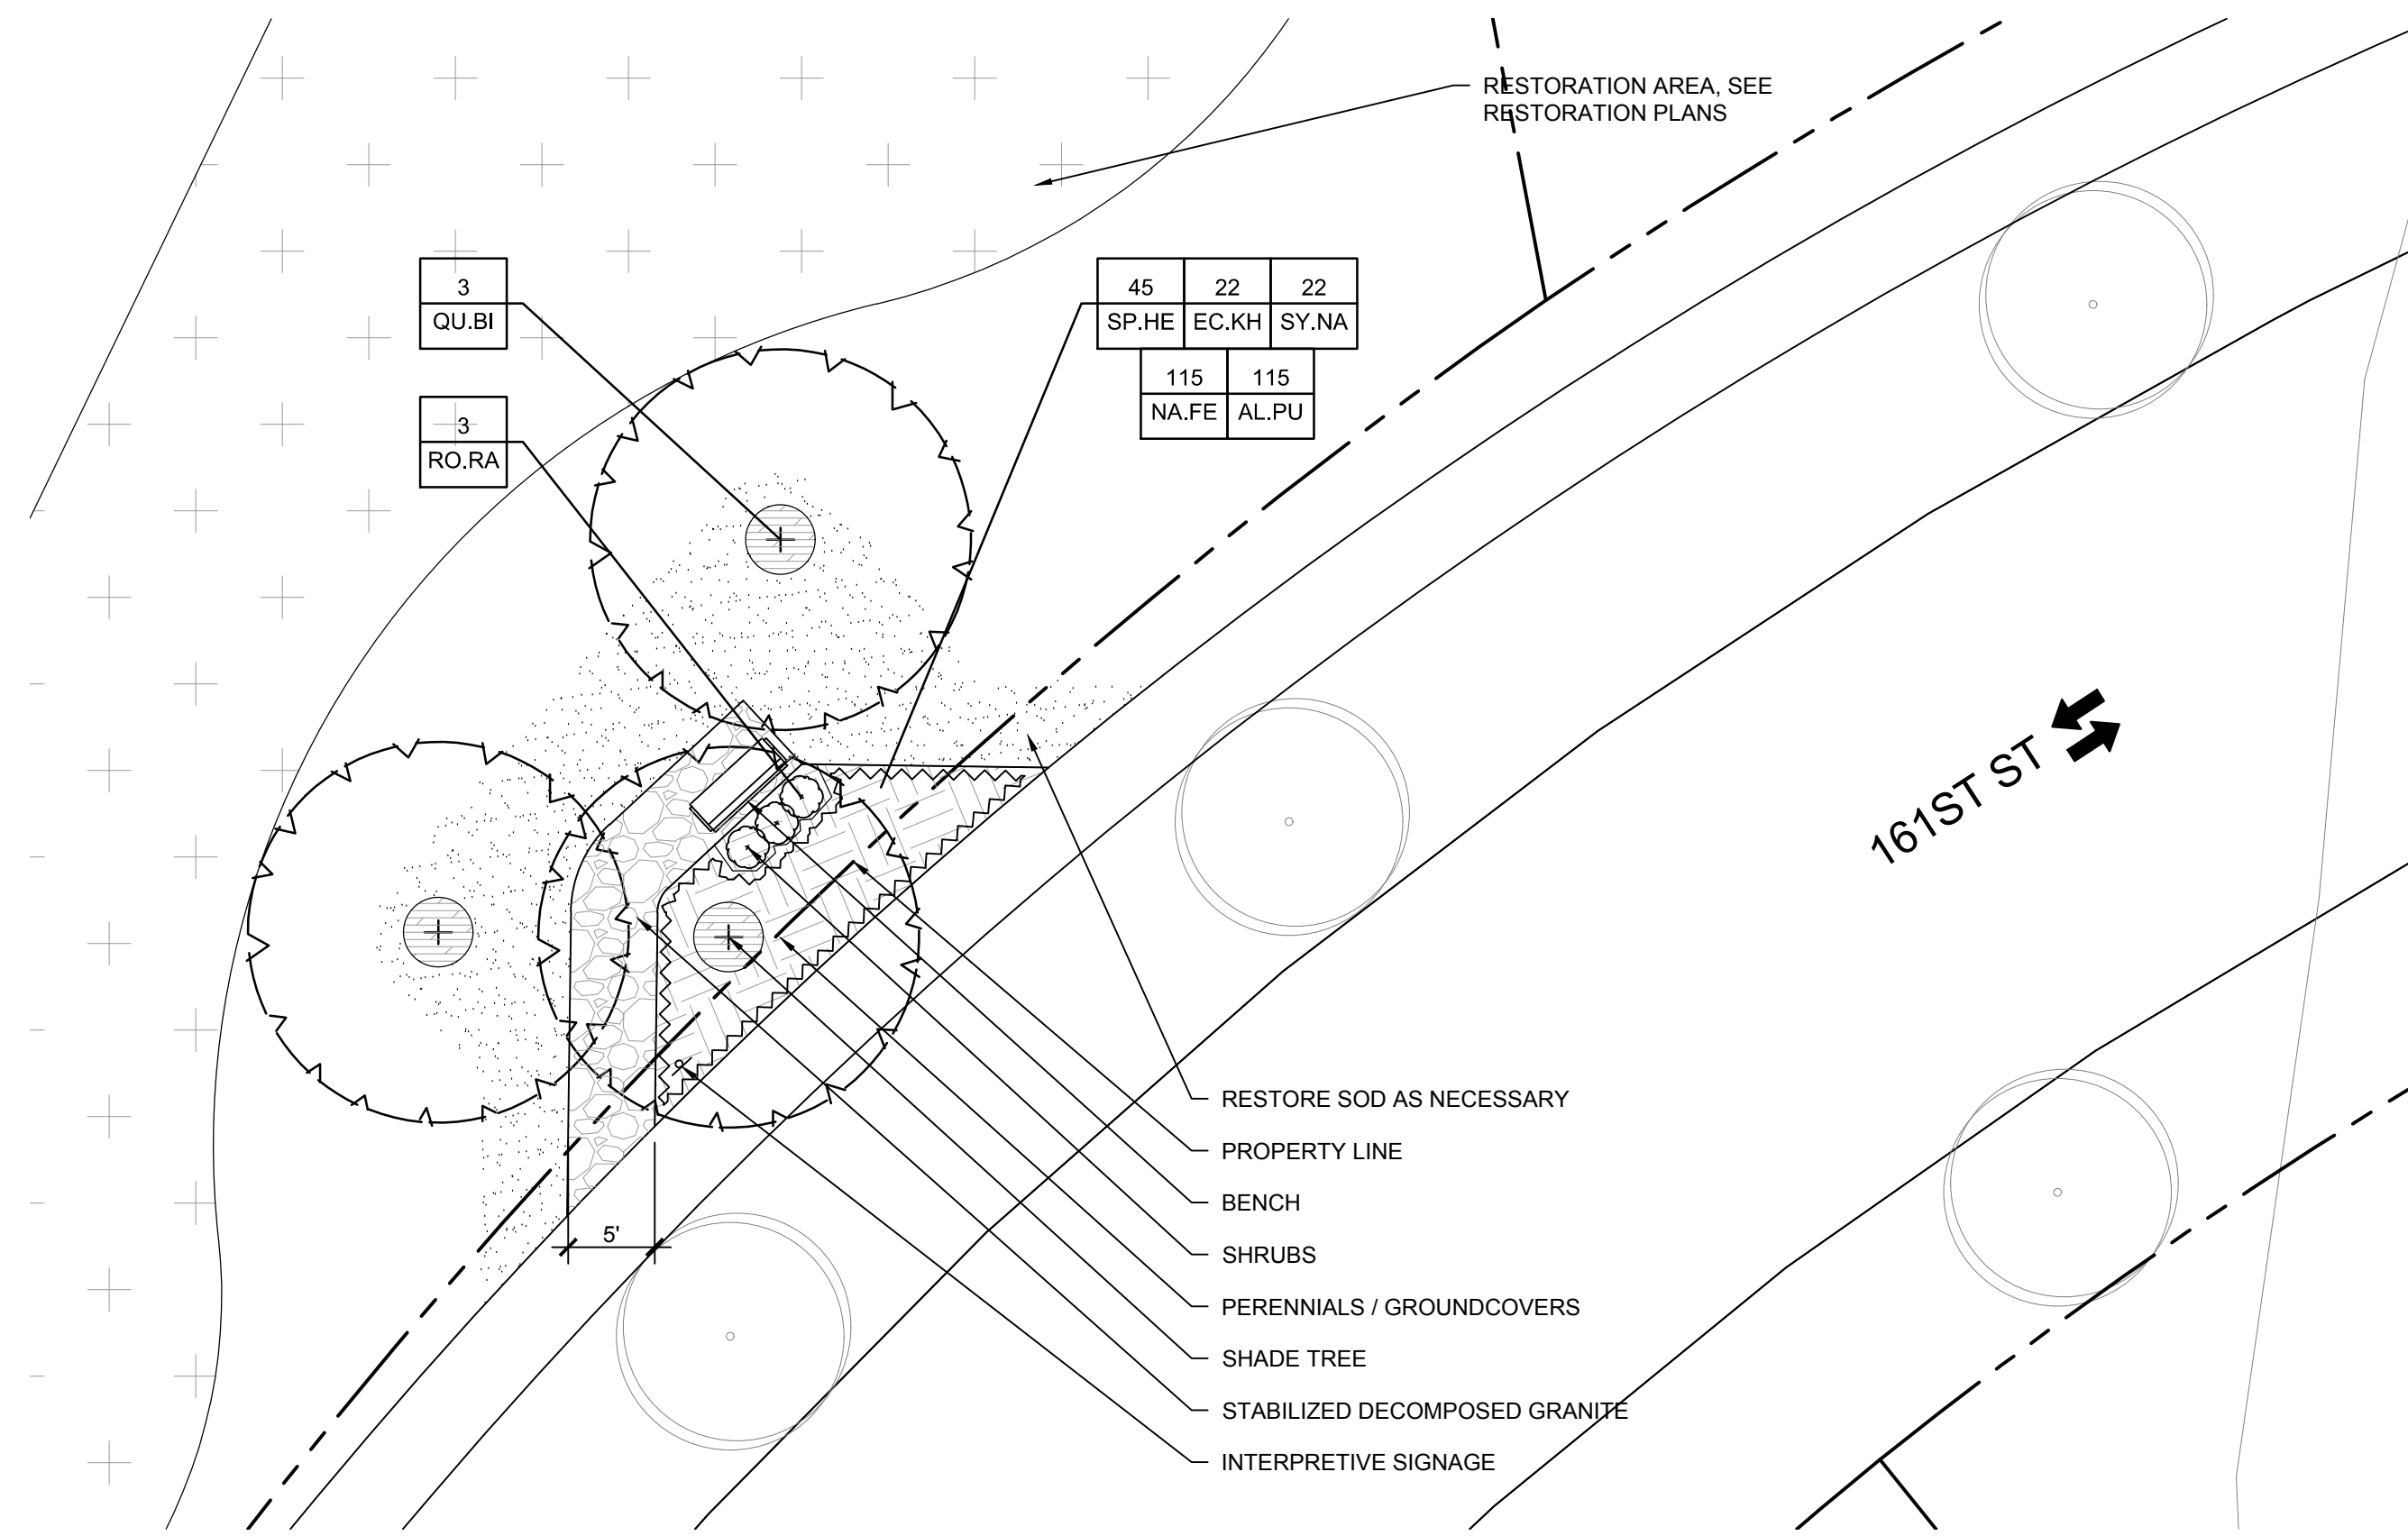 RESTORATION AREA, SEE
RESTORATION PLANS
3
QU.BI
45 22 22
SP.HE EC.KH SY.NA
115 115
NA.FE AL.PU
3
RO.RA
161ST ST
RESTORE SOD AS NECESSARY
PROPERTY LINE
BENCH
5'
SHRUBS
PERENNIALS / GROUNDCOVERS
SHADE TREE
STABILIZED DECOMPOSED GRANITE
INTERPRETIVE SIGNAGE